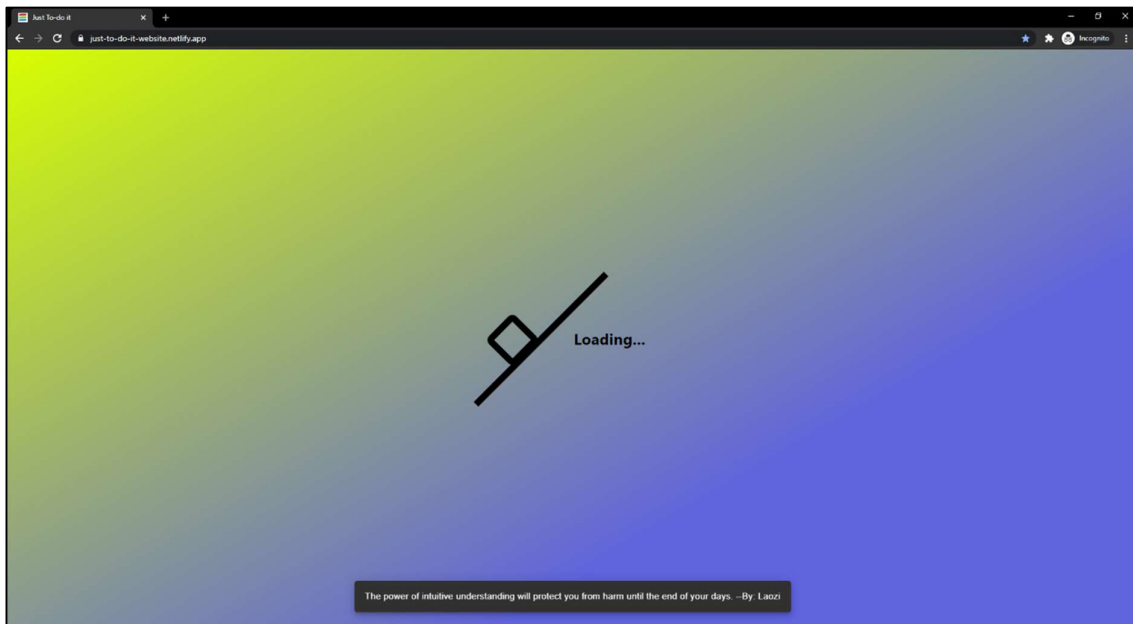 Just To-do it
just-to-do-it-website.netlify.app
Incognito
Loading...
The power of intuitive understanding will protect you from harm until the end of your days. --By: Laozi